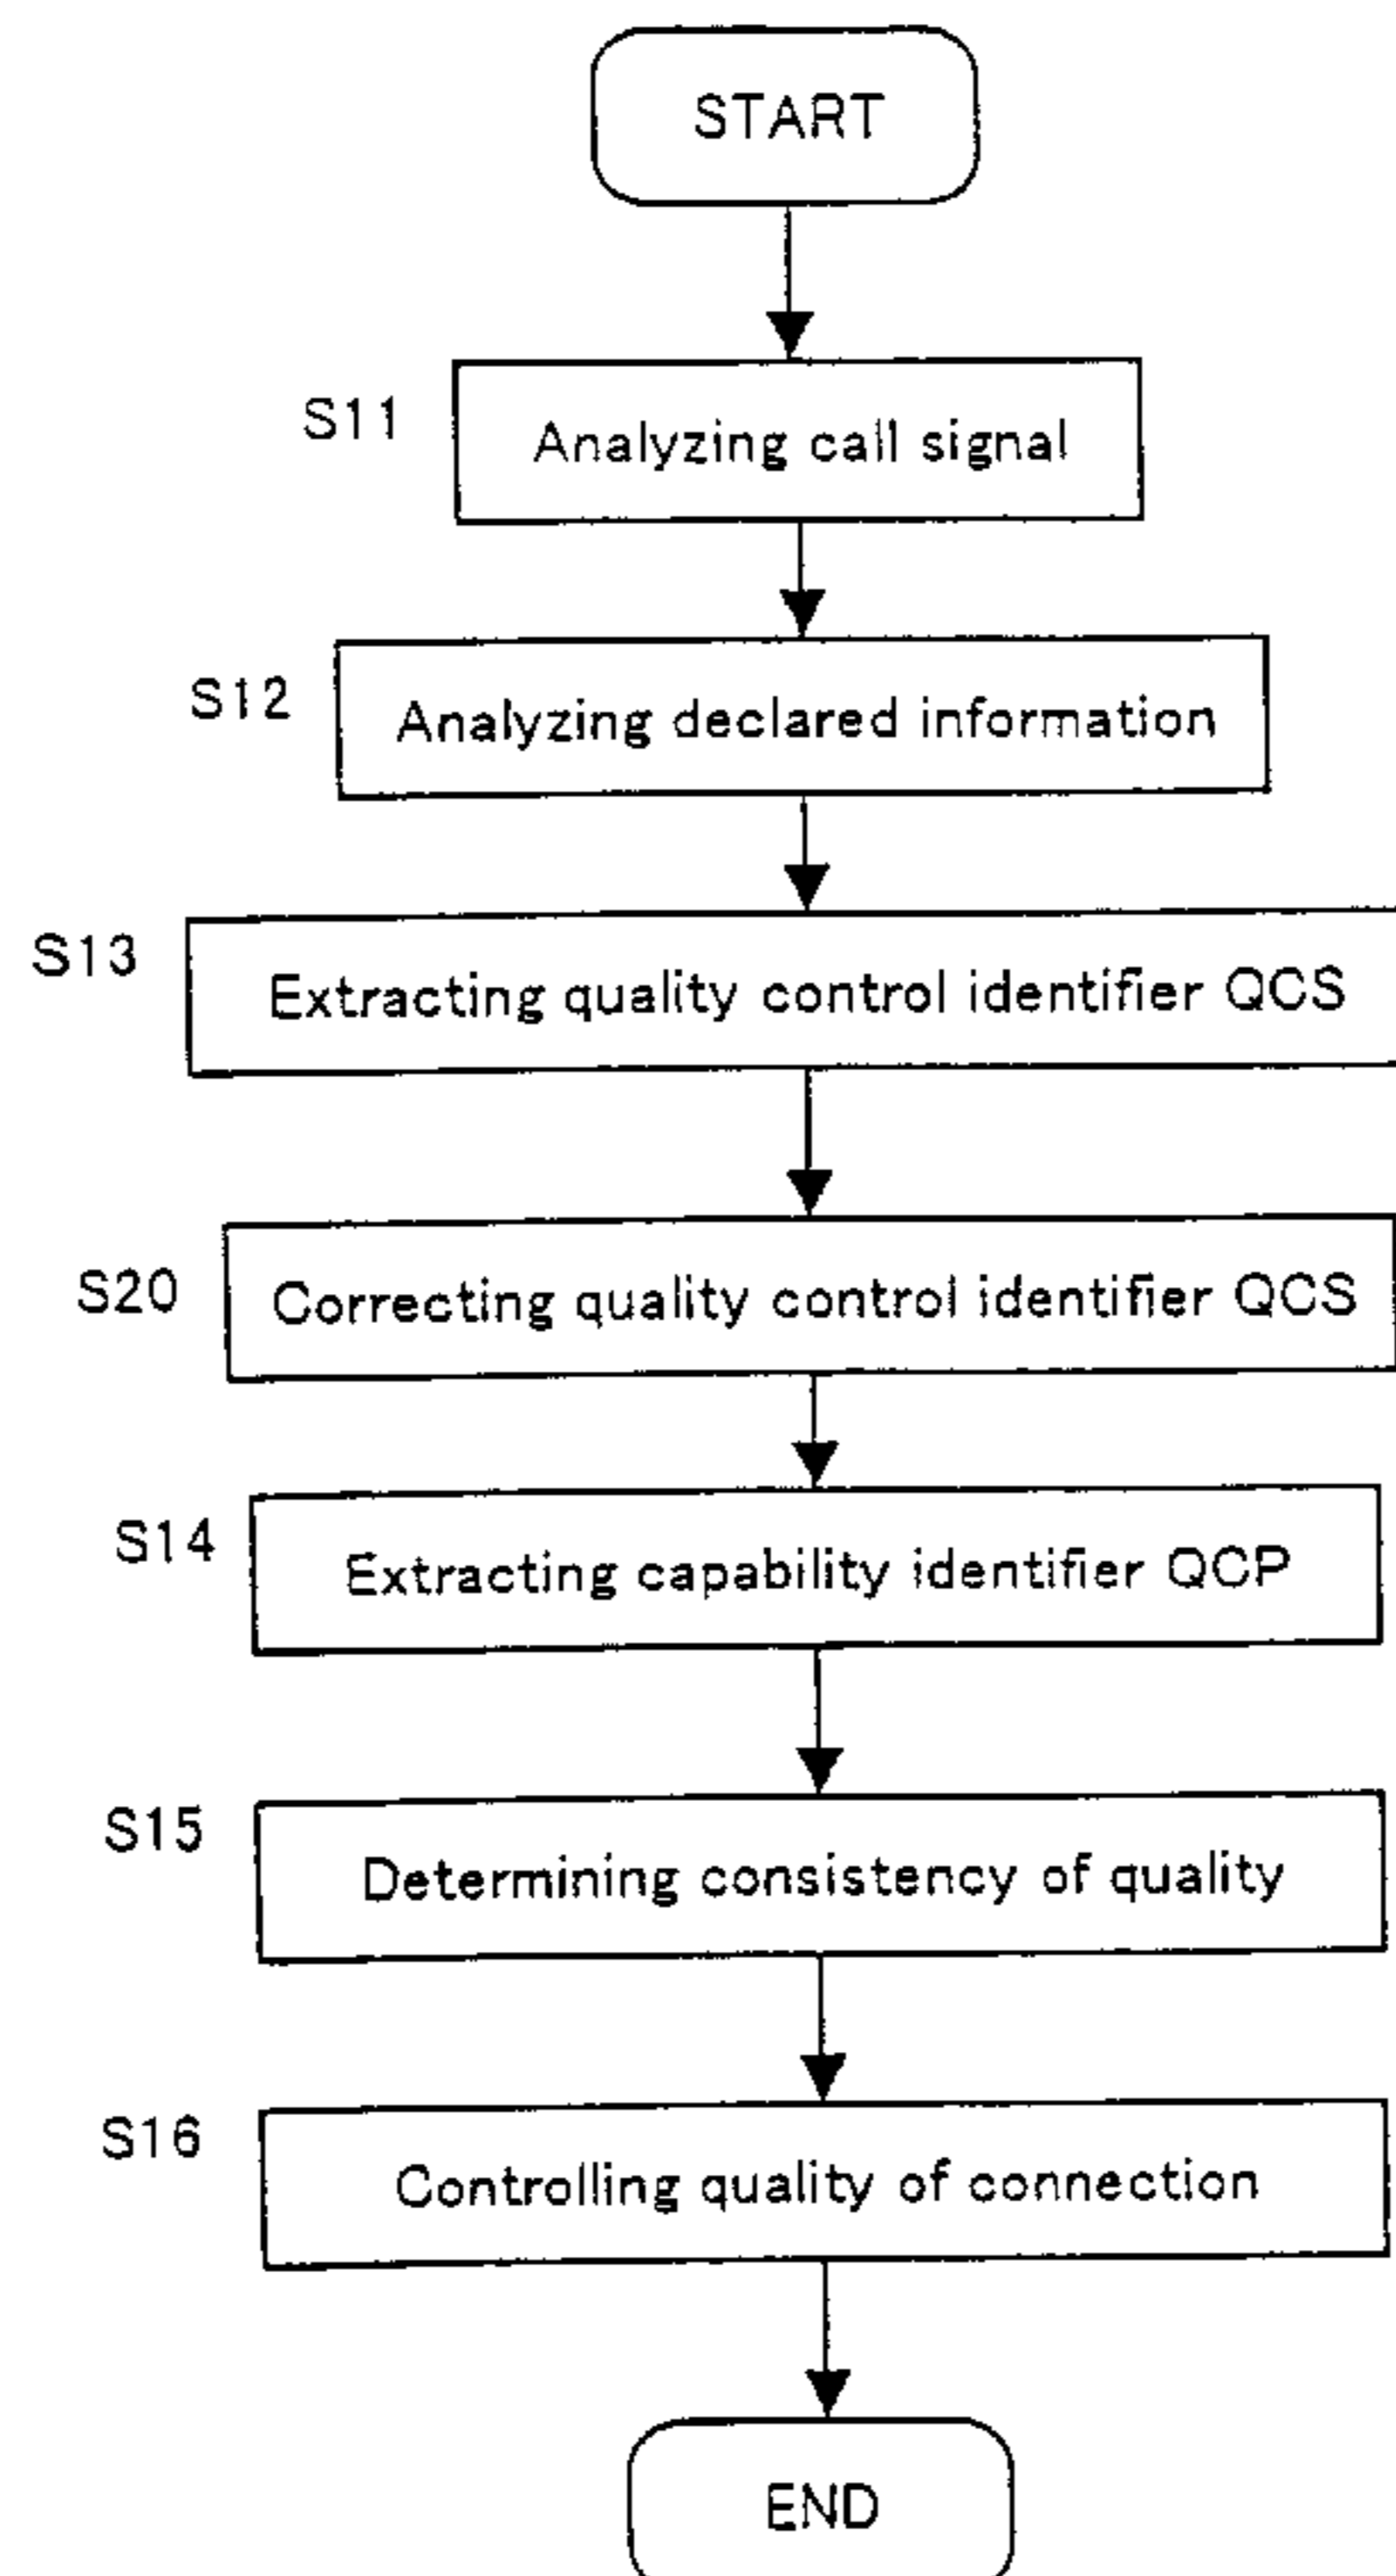 START
S11
Analyzing call signal
S12
Analyzing declared information
S13
Extracting quality control identifier QCS
S20
Correcting quality control identifier QCS
S14
Extracting capability identifier QCP
S15
Determining consistency of quality
S16
Controlling quality of connection
END